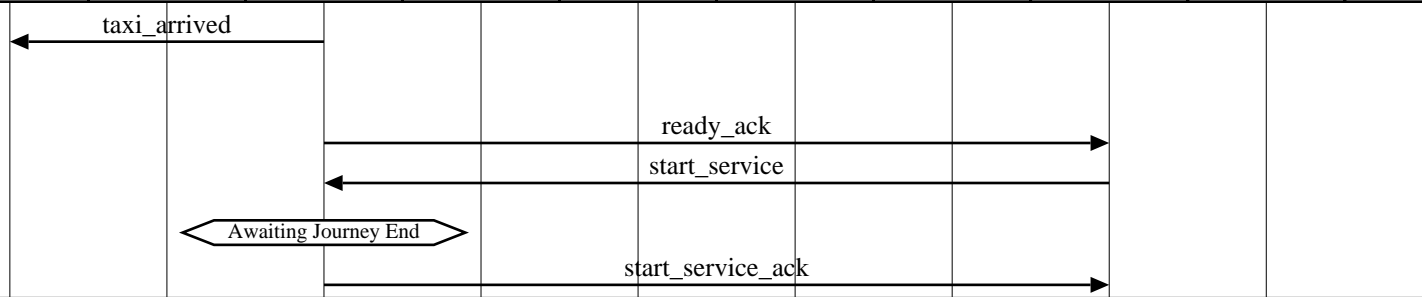 taxi_arrived
ready_ack
start_service
Awaiting Journey End
start_service_ack